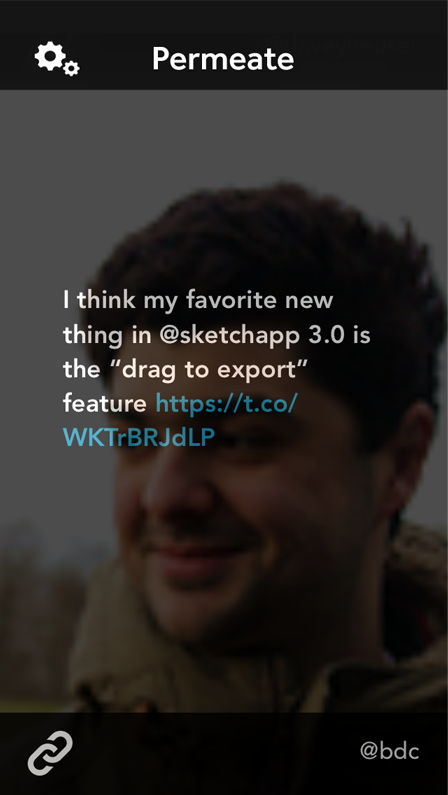 Permeate
I think my favorite new
thing in @sketchapp 3.0 is
the “drag to export”
feature https://t.co/
WKTrBRJdLP
@bdc